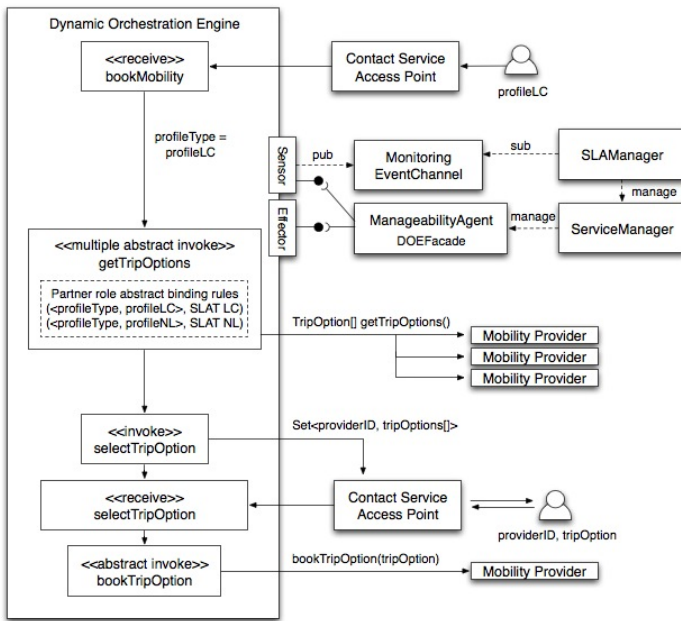 Dynamic Orchestration Engine
<<receive>>
bookMobility
Contact Service
Access Point
profileLC
profileType =
profileLC
Sensor
pub
Monitoring
EventChannel
sub
SLAManager
manage
Effector
ManageabilityAgent
DOEFacade
manage
ServiceManager
<<multiple abstract invoke>>
getTripOptions
Partner role abstract binding rules
(<profileType, profileLC>, SLAT LC)
(<profileType, profileNL>, SLAT NL)
TripOption[] getTripOptions()
Mobility Provider
Mobility Provider
Mobility Provider
<<invoke>>
selectTripOption
Set<providerID, tripOptions[]>
<<receive>>
selectTripOption
Contact Service
Access Point
providerID, tripOption
<<abstract invoke>>
bookTripOption
bookTripOption(tripOption)
Mobility Provider